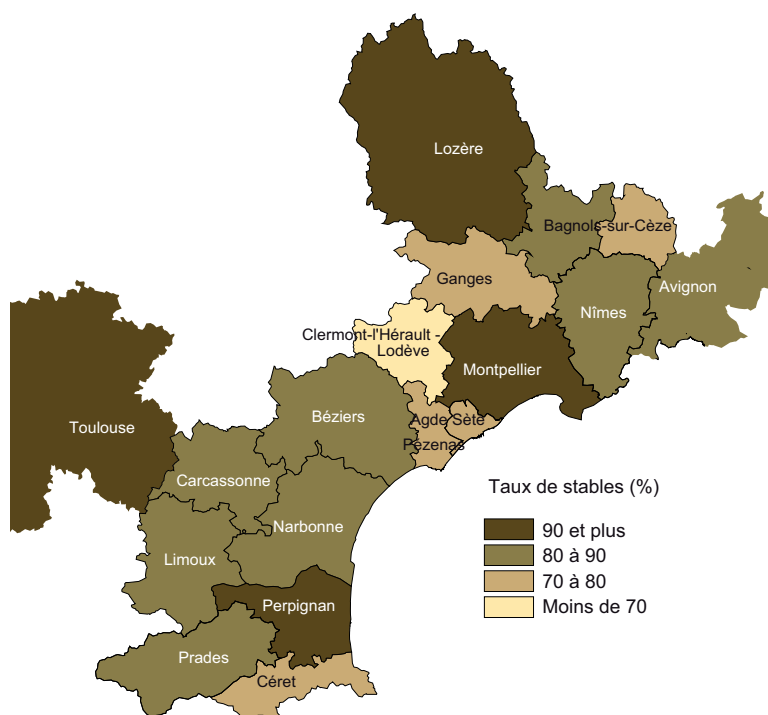 Lozère
Bagnols-sur-Cèze
Ganges
Avignon
Nîmes
Clermont-l'Hérault -
Lodève
Montpellier
Béziers
Agde
Pézenas
Sète
Toulouse
Carcassonne
Narbonne
Limoux
Perpignan
Prades
Céret
Taux de stables (%)
90 et plus
80 à 90
70 à 80
Moins de 70